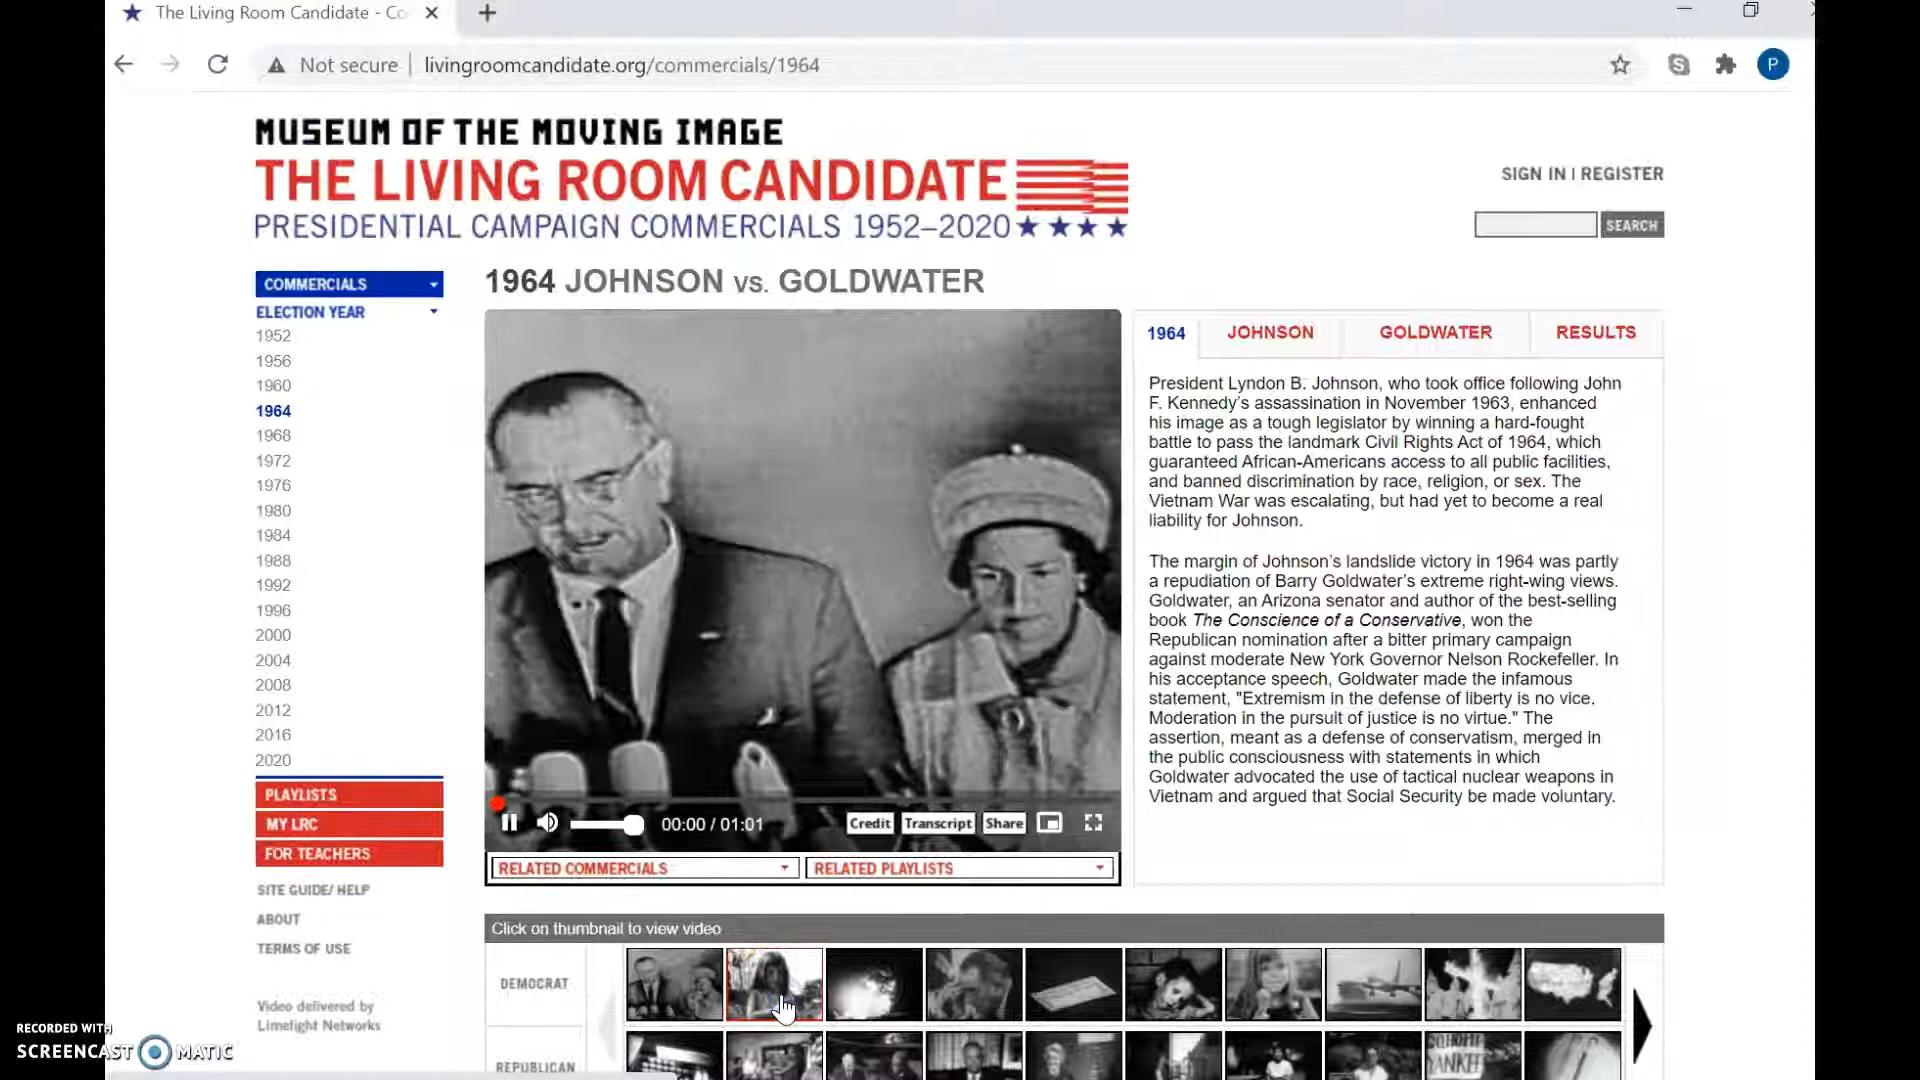 The Living Room Candidate - Co
Not secure
livingroomcandidate.org/commercials/1964
P
MUSEUM OF THE MOVING IMAGE
THE LIVING ROOM CANDIDATE
PRESIDENTIAL CAMPAIGN COMMERCIALS 1952–2020
SIGN IN | REGISTER
SEARCH
COMMERCIALS
ELECTION YEAR
1952
1956
1960
1964
1968
1972
1976
1980
1984
1988
1992
1996
2000
2004
2008
2012
2016
2020
PLAYLISTS
MY LRC
FOR TEACHERS
SITE GUIDE/ HELP
ABOUT
TERMS OF USE
Video delivered by
Limelight Networks
1964 JOHNSON vs. GOLDWATER
00:00 / 01:01
Credit
Transcript
Share
RELATED COMMERCIALS
RELATED PLAYLISTS
1964
JOHNSON
GOLDWATER
RESULTS
President Lyndon B. Johnson, who took office following John
F. Kennedy's assassination in November 1963, enhanced
his image as a tough legislator by winning a hard-fought
battle to pass the landmark Civil Rights Act of 1964, which
guaranteed African-Americans access to all public facilities,
and banned discrimination by race, religion, or sex. The
Vietnam War was escalating, but had yet to become a real
liability for Johnson.
The margin of Johnson's landslide victory in 1964 was partly
a repudiation of Barry Goldwater's extreme right-wing views.
Goldwater, an Arizona senator and author of the best-selling
book The Conscience of a Conservative, won the
Republican nomination after a bitter primary campaign
against moderate New York Governor Nelson Rockefeller. In
his acceptance speech, Goldwater made the infamous
statement, "Extremism in the defense of liberty is no vice.
Moderation in the pursuit of justice is no virtue." The
assertion, meant as a defense of conservatism, merged in
the public consciousness with statements in which
Goldwater advocated the use of tactical nuclear weapons in
Vietnam and argued that Social Security be made voluntary.
Click on thumbnail to view video
DEMOCRAT
REPUBLICAN
RECORDED WITH
SCREENCAST MATIC